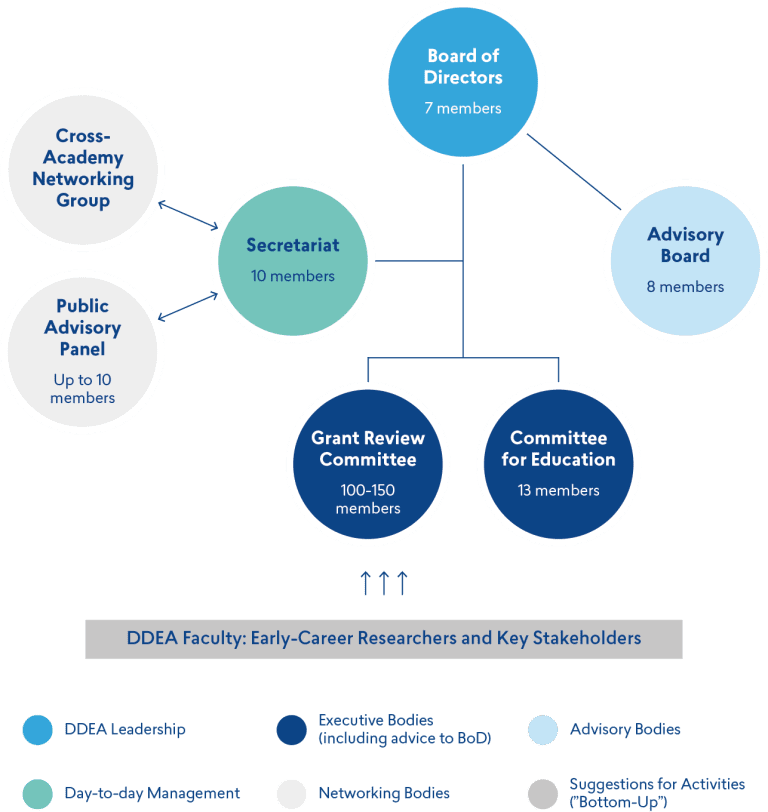 Board of
Directors
7 members
Cross-
Academy
Networking
Group
Secretariat
10 members
Advisory
Board
8 members
Public
Advisory
Panel
Up to 10
members
Grant Review
Committee
100-150
members
Committee
for Education
13 members
DDEA Faculty: Early-Career Researchers and Key Stakeholders
DDEA Leadership
Executive Bodies
(including advice to BoD)
Advisory Bodies
Day-to-day Management
Networking Bodies
Suggestions for Activities
("Bottom-Up")